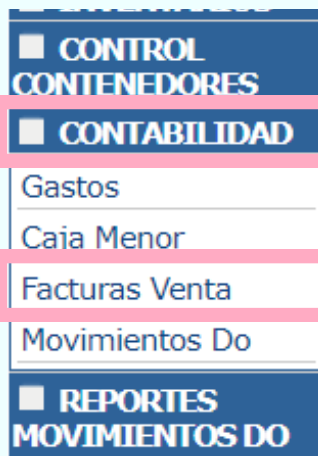 CONTROL
CONTENEDORES
CONTABILIDAD
Gastos
Caja Menor
Facturas Venta
Movimientos Do
REPORTES
MOVIMIENTOS DO